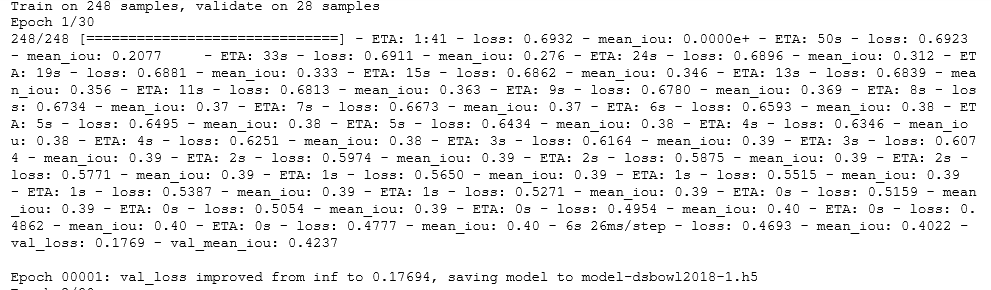 Train on 248 samples, validate on 28 samples
Epoch 1/30
248/248 [==============================] - ETA: 1:41 - loss: 0.6932 - mean_iou: 0.0000e+ - ETA: 50s - loss: 0.6923
- mean_iou: 0.2077     - ETA: 33s - loss: 0.6911 - mean_iou: 0.276 - ETA: 24s - loss: 0.6896 - mean_iou: 0.312 - ET
A: 19s - loss: 0.6881 - mean_iou: 0.333 - ETA: 15s - loss: 0.6862 - mean_iou: 0.346 - ETA: 13s - loss: 0.6839 - mea
n_iou: 0.356 - ETA: 11s - loss: 0.6813 - mean_iou: 0.363 - ETA: 9s - loss: 0.6780 - mean_iou: 0.369 - ETA: 8s - los
s: 0.6734 - mean_iou: 0.37 - ETA: 7s - loss: 0.6673 - mean_iou: 0.37 - ETA: 6s - loss: 0.6593 - mean_iou: 0.38 - ET
A: 5s - loss: 0.6495 - mean_iou: 0.38 - ETA: 5s - loss: 0.6434 - mean_iou: 0.38 - ETA: 4s - loss: 0.6346 - mean_io
u: 0.38 - ETA: 4s - loss: 0.6251 - mean_iou: 0.38 - ETA: 3s - loss: 0.6164 - mean_iou: 0.39 - ETA: 3s - loss: 0.607
4 - mean_iou: 0.39 - ETA: 2s - loss: 0.5974 - mean_iou: 0.39 - ETA: 2s - loss: 0.5875 - mean_iou: 0.39 - ETA: 2s -
loss: 0.5771 - mean_iou: 0.39 - ETA: 1s - loss: 0.5650 - mean_iou: 0.39 - ETA: 1s - loss: 0.5515 - mean_iou: 0.39
- ETA: 1s - loss: 0.5387 - mean_iou: 0.39 - ETA: 1s - loss: 0.5271 - mean_iou: 0.39 - ETA: 0s - loss: 0.5159 - mean
_iou: 0.39 - ETA: 0s - loss: 0.5054 - mean_iou: 0.39 - ETA: 0s - loss: 0.4954 - mean_iou: 0.40 - ETA: 0s - loss: 0.
4862 - mean_iou: 0.40 - ETA: 0s - loss: 0.4777 - mean_iou: 0.40 - 6s 26ms/step - loss: 0.4693 - mean_iou: 0.4022 -
val_loss: 0.1769 - val_mean_iou: 0.4237
Epoch 00001: val_loss improved from inf to 0.17694, saving model to model-dsbowl2018-1.h5